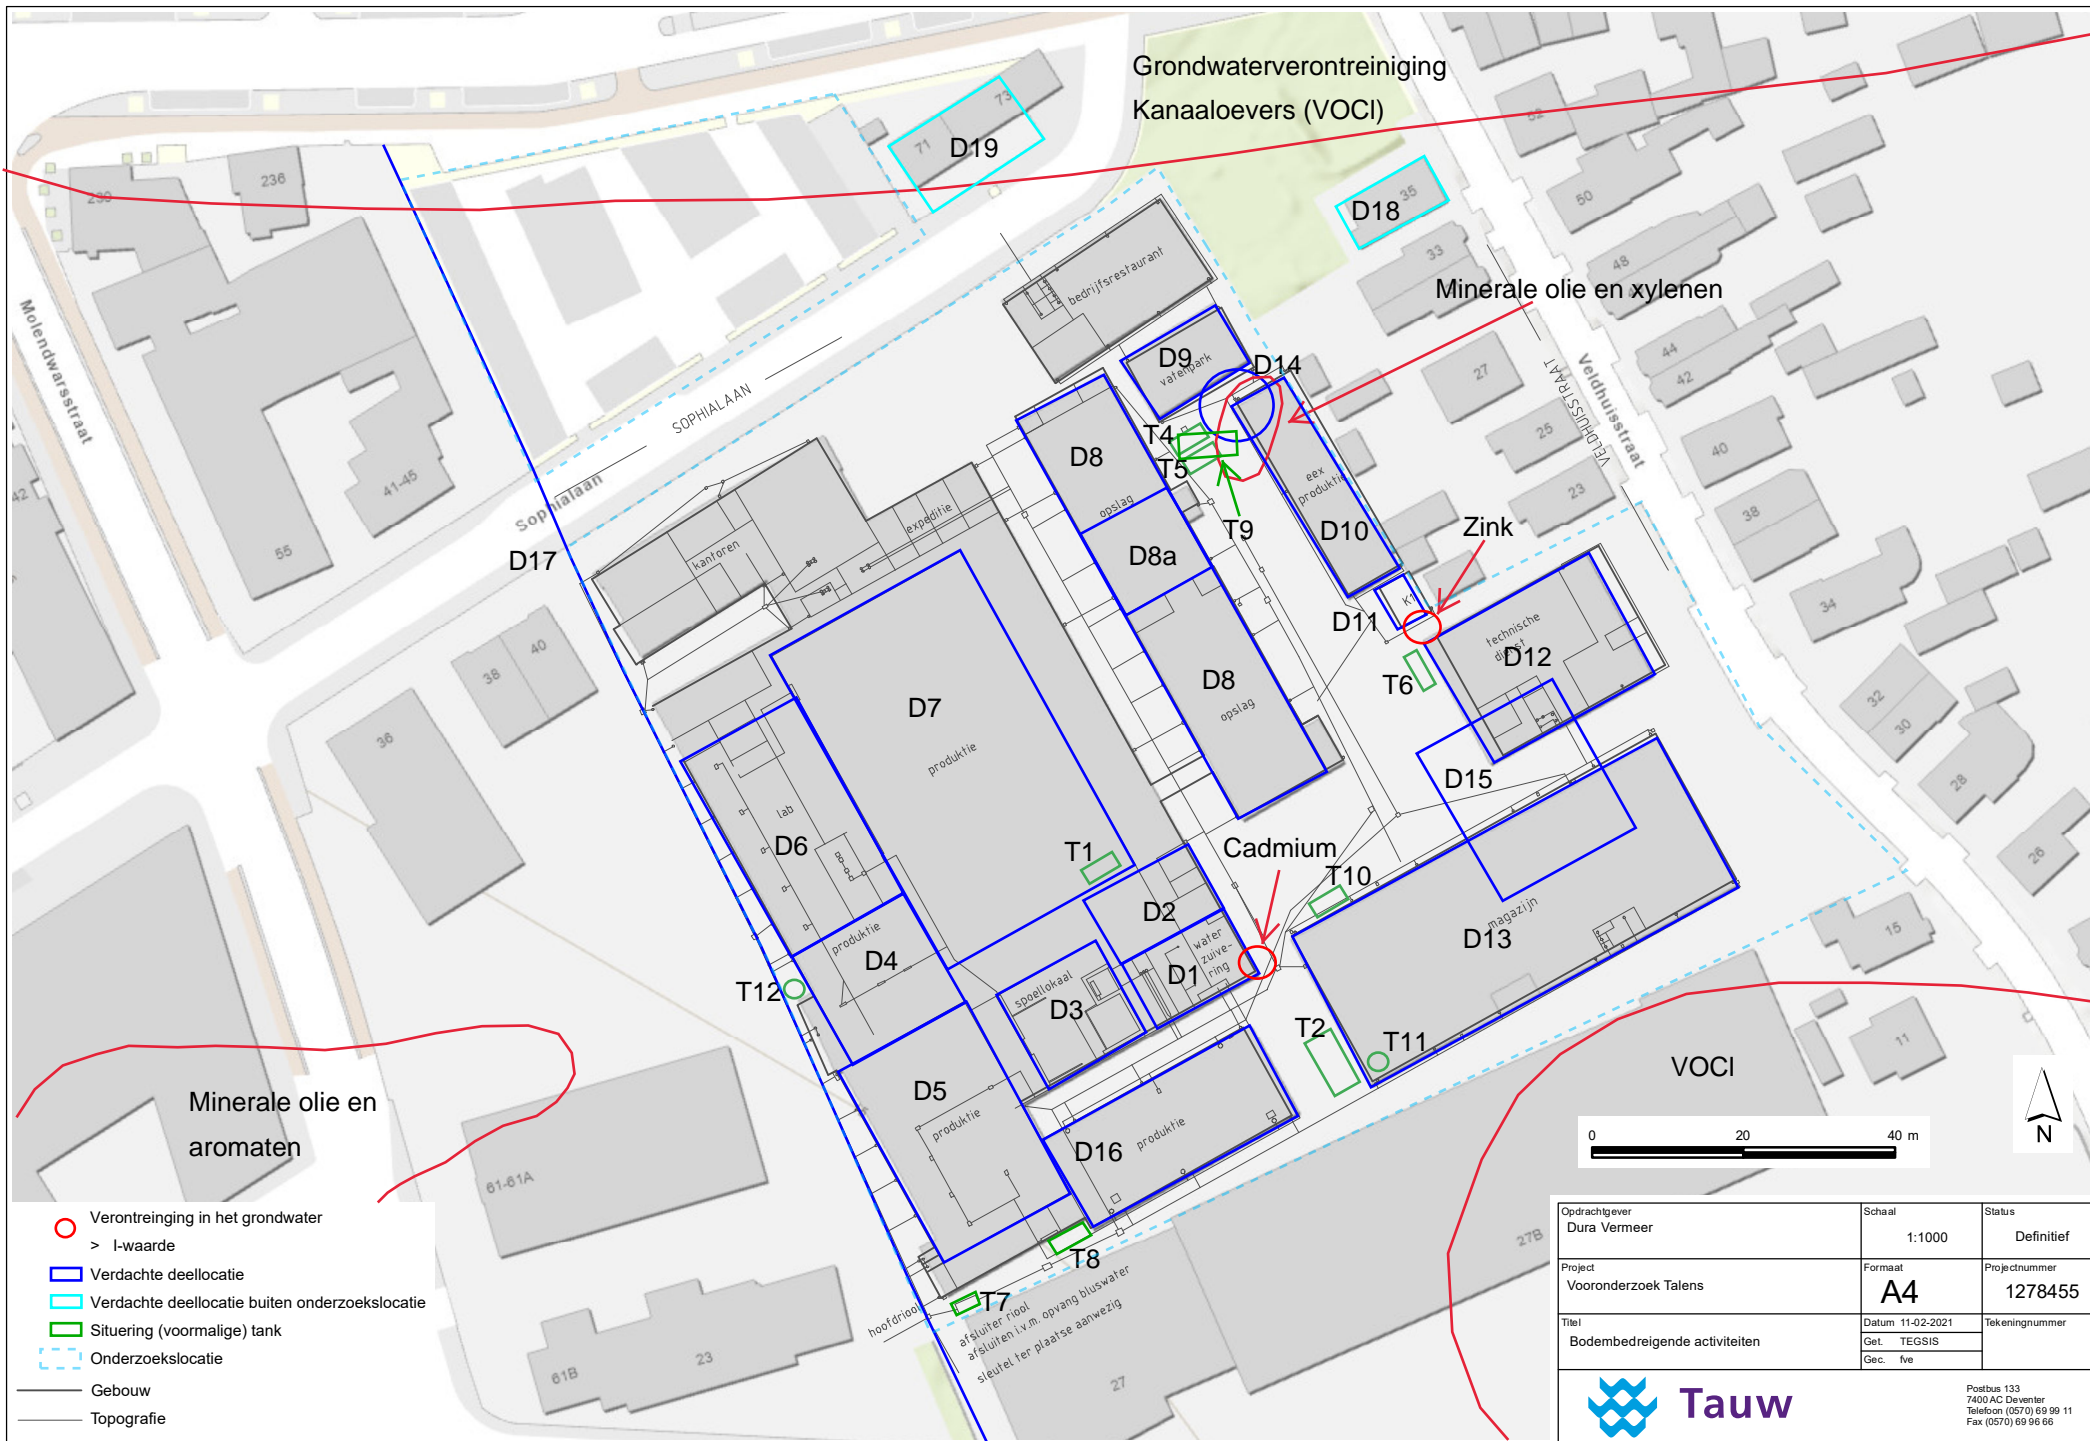 Grondwaterverontreiniging
Kanaaloevers (VOCl)
73
71
D19
52
50
236
239
35
D18
33
48
Minerale olie en xylenen
Molendwarsstraat
bedrijfsrestaurant
D9
vatenpark
D14
27
44
42
VELDHUISSTRAAT
Veldhuisstraat
SOPHIALAAN
Sophialaan
T4
T5
T9
D8
opslag
D8a
eex
produktie
D10
25
23
40
38
41-45
42
55
expeditie
kantoren
D17
Zink
K1
D11
technische
dienst
D12
T6
34
38
40
36
D7
produktie
D8
opslag
32
30
28
26
D15
lab
D6
T1
Cadmium
T10
D2
magazijn
D13
15
11
produktie
D4
water
zuive-
ring
D1
spoellokaal
D3
T12
T2
T11
VOCl
D5
produktie
D16
produktie
Minerale olie en
aromaten
61-61A
0 20 40 m
N
27B
T8
T7
hoofdriool
afsluiter riool
afsluiten i.v.m. opvang bluswater
sleutel ter plaatse aanwezig
61B
23
27
Verontreinging in het grondwater
> I-waarde
Verdachte deellocatie
Verdachte deellocatie buiten onderzoekslocatie
Situering (voormalige) tank
Onderzoekslocatie
Gebouw
Topografie
Opdrachtgever
Dura Vermeer
Schaal
1:1000
Status
Definitief
Project
Vooronderzoek Talens
Formaat
A4
Projectnummer
1278455
Titel
Bodembedreigende activiteiten
Datum 11-02-2021
Get. TEGSIS
Gec. fve
Tekeningnummer
Tauw
Postbus 133
7400 AC Deventer
Telefoon (0570) 69 99 11
Fax (0570) 69 96 66